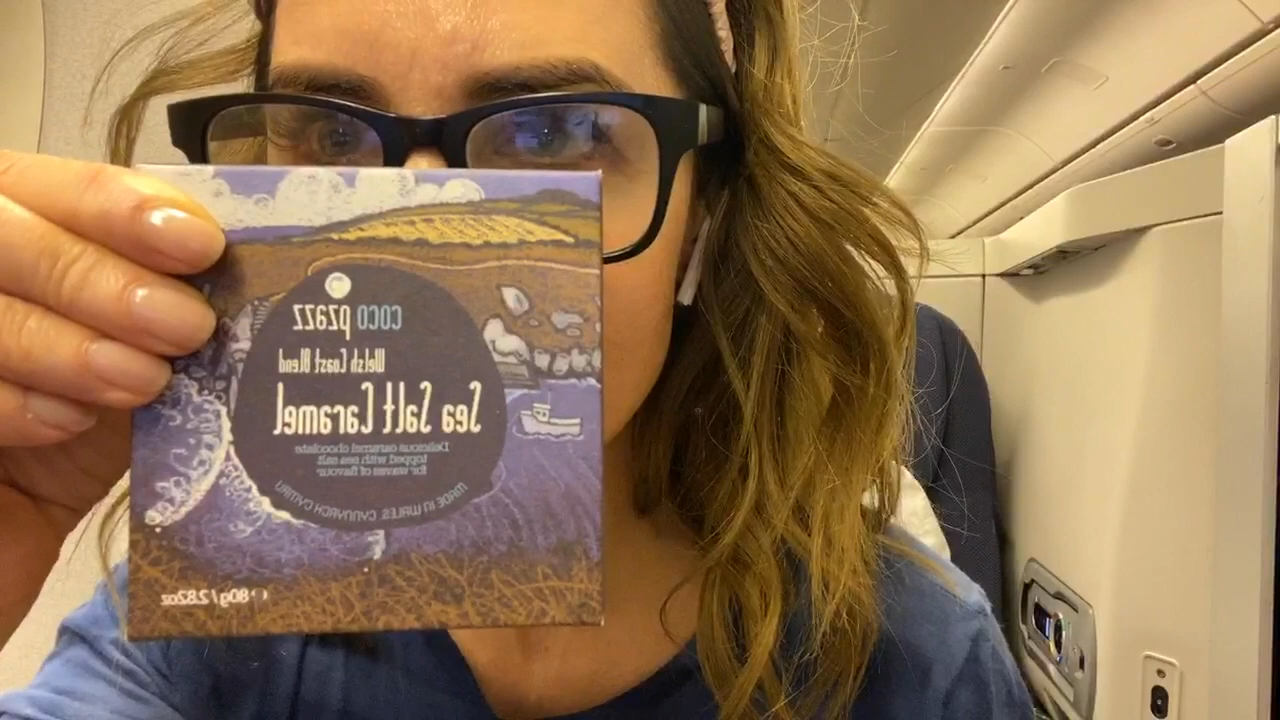 coco pzazz
Welsh Coast Blend
Sea Salt Caramel
Delicious caramel chocolate
topped with sea salt
for waves of flavour
MADE IN WALES. CYNNYRCH CYMRU
℮ 80g/2.82oz